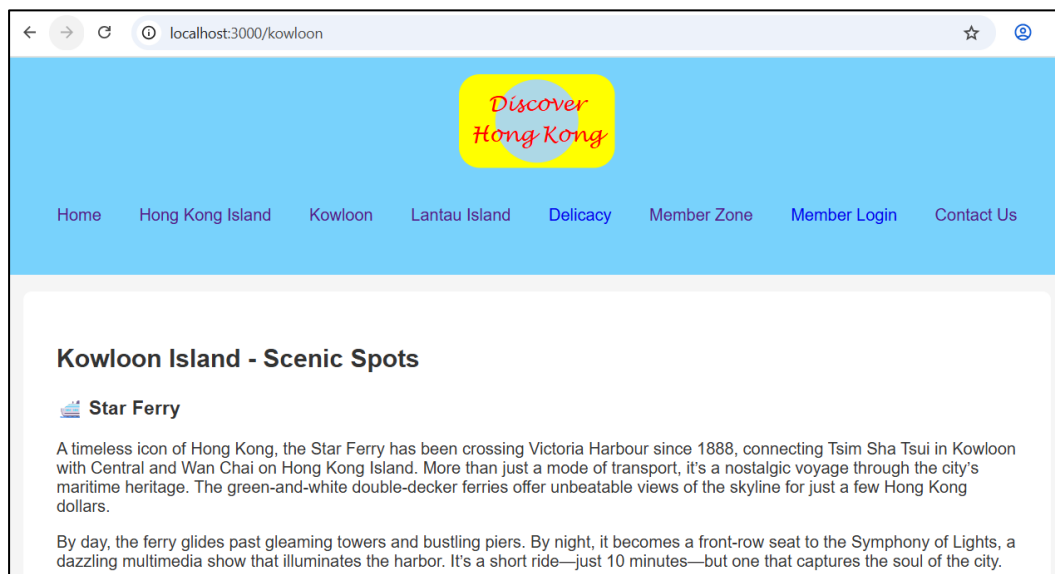 localhost:3000/kowloon
Discover
Hong Kong
Home Hong Kong Island Kowloon Lantau Island Delicacy Member Zone Member Login Contact Us
Kowloon Island - Scenic Spots
Star Ferry
A timeless icon of Hong Kong, the Star Ferry has been crossing Victoria Harbour since 1888, connecting Tsim Sha Tsui in Kowloon
with Central and Wan Chai on Hong Kong Island. More than just a mode of transport, it’s a nostalgic voyage through the city’s
maritime heritage. The green-and-white double-decker ferries offer unbeatable views of the skyline for just a few Hong Kong
dollars.
By day, the ferry glides past gleaming towers and bustling piers. By night, it becomes a front-row seat to the Symphony of Lights, a
dazzling multimedia show that illuminates the harbor. It's a short ride—just 10 minutes—but one that captures the soul of the city.